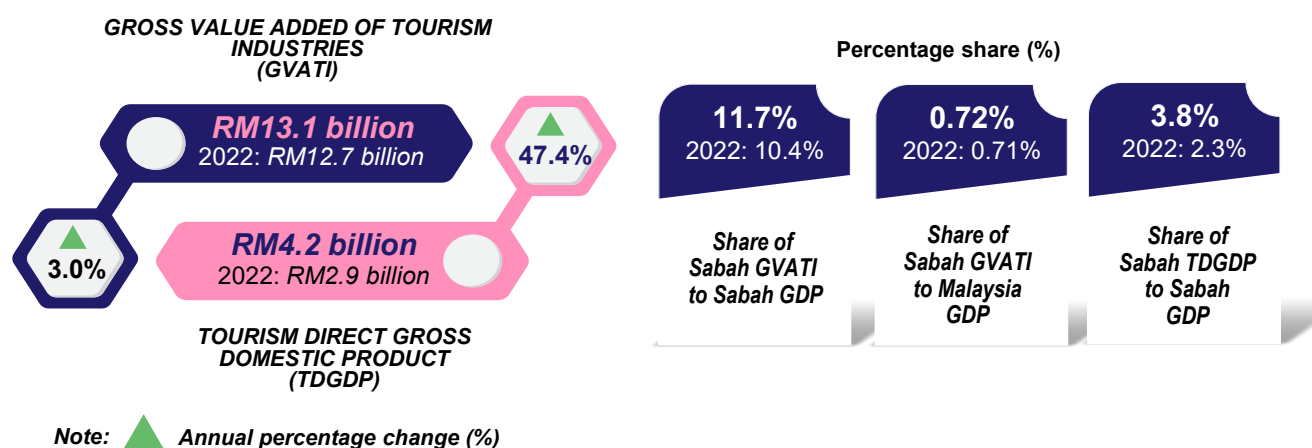 GROSS VALUE ADDED OF TOURISM
INDUSTRIES
(GVATI)
RM13.1 billion
2022: RM12.7 billion
47.4%
3.0%
RM4.2 billion
2022: RM2.9 billion
TOURISM DIRECT GROSS
DOMESTIC PRODUCT
(TDGDP)
Note:
Annual percentage change (%)
Percentage share (%)
11.7%
2022: 10.4%
Share of
Sabah GVATI
to Sabah GDP
0.72%
2022: 0.71%
Share of
Sabah GVATI
to Malaysia
GDP
3.8%
2022: 2.3%
Share of
Sabah TDGDP
to Sabah
GDP